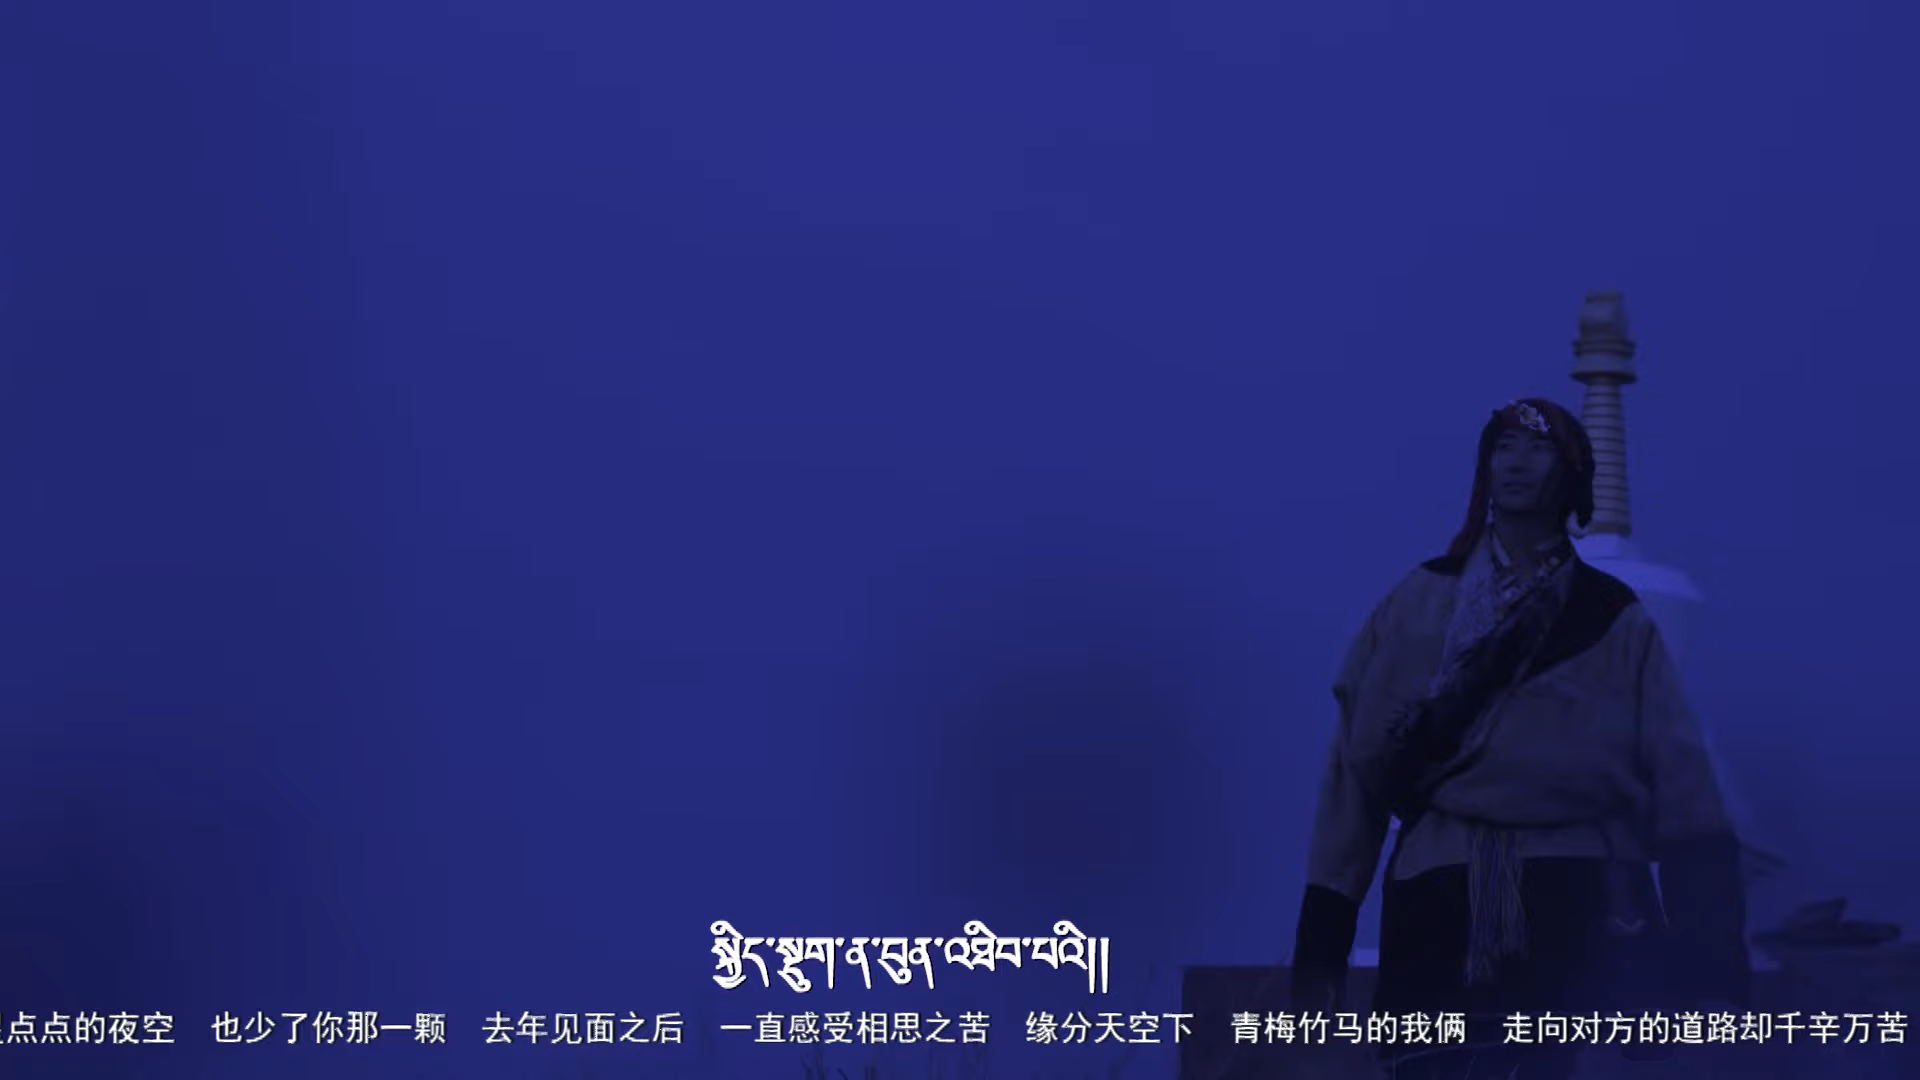 སྐྱིད་སྡུག་ན་བུན་འཐིབ་པའི།།
点点的夜空 也少了你那一颗 去年见面之后 一直感受相思之苦 缘分天空下 青梅竹马的我俩 走向对方的道路却千辛万苦